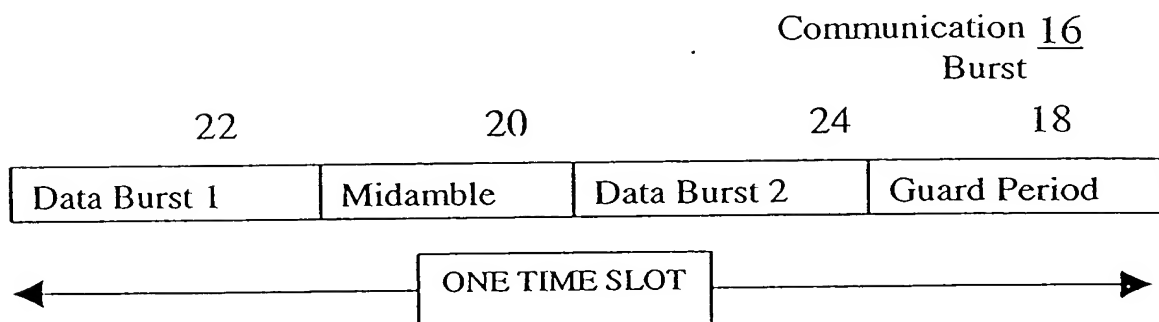 Communication 16
Burst
22 20 24 18
Data Burst 1 Midamble Data Burst 2 Guard Period
ONE TIME SLOT